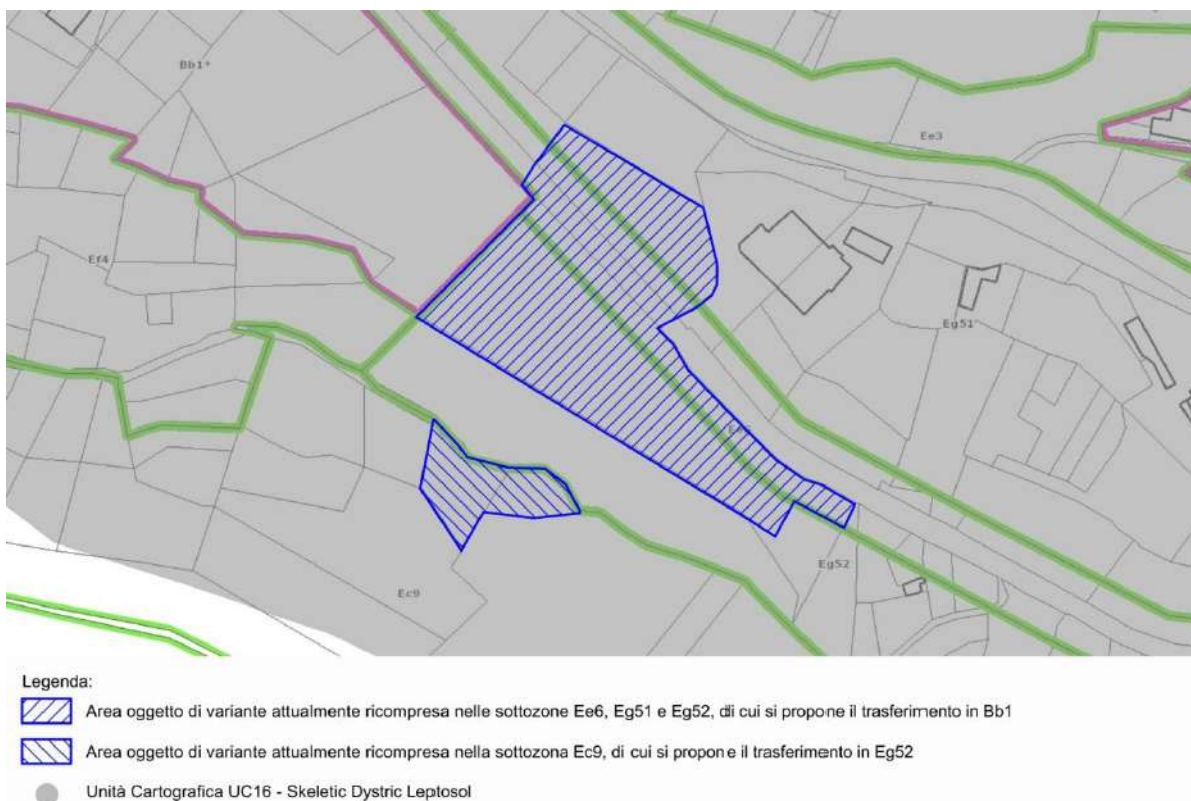 Bb1*
Ee3
Ef4
Eg51*
Eg52
Ec9
Legenda:
Area oggetto di variante attualmente ricompresa nelle sottozone Ee6, Eg51 e Eg52, dli cui si propone il trasferimento in Bb1
Area oggetto di variante attualmente ricompresa nella sottozona Ec9, di cui si propone il trasferimento in Eg52
Unità Cartografica UC16 - Skeletic Dystric Leptosol